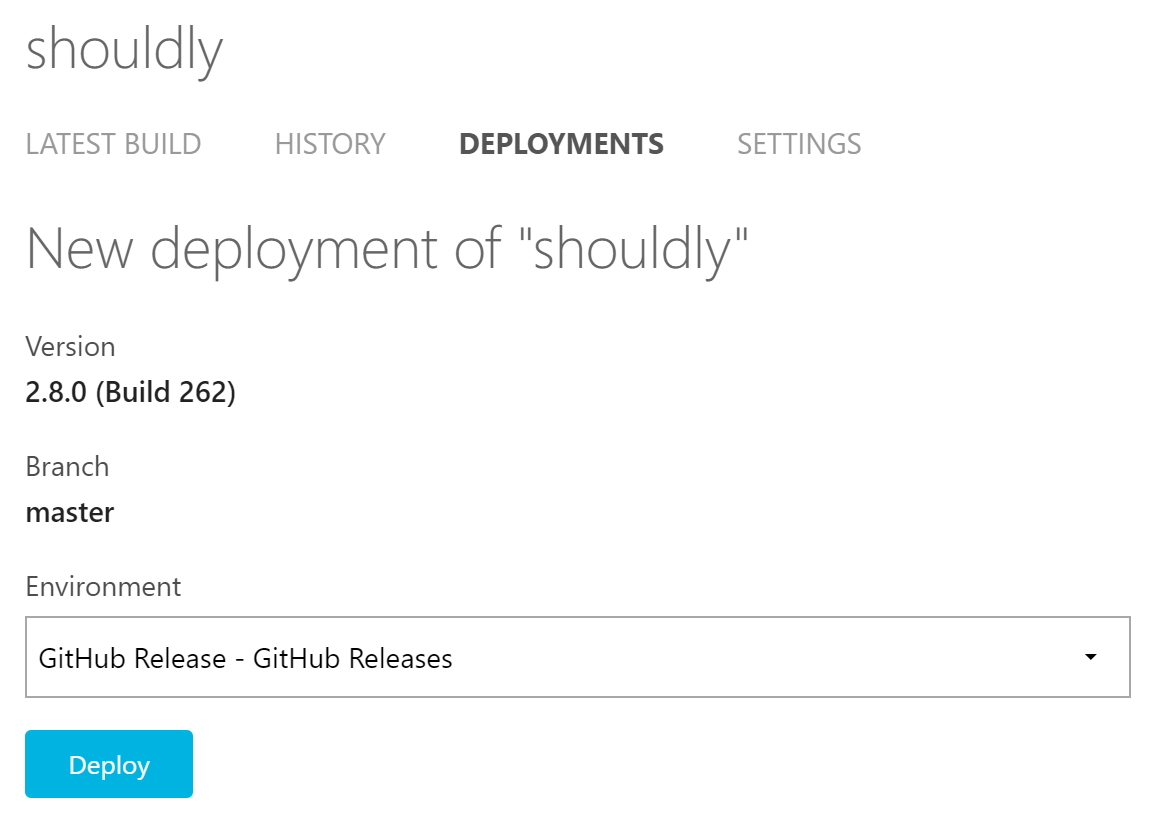 shouldly
LATEST BUILD HISTORY DEPLOYMENTS SETTINGS
New deployment of "shouldly"
Version
2.8.0 (Build 262)
Branch
master
Environment
GitHub Release - GitHub Releases
Deploy